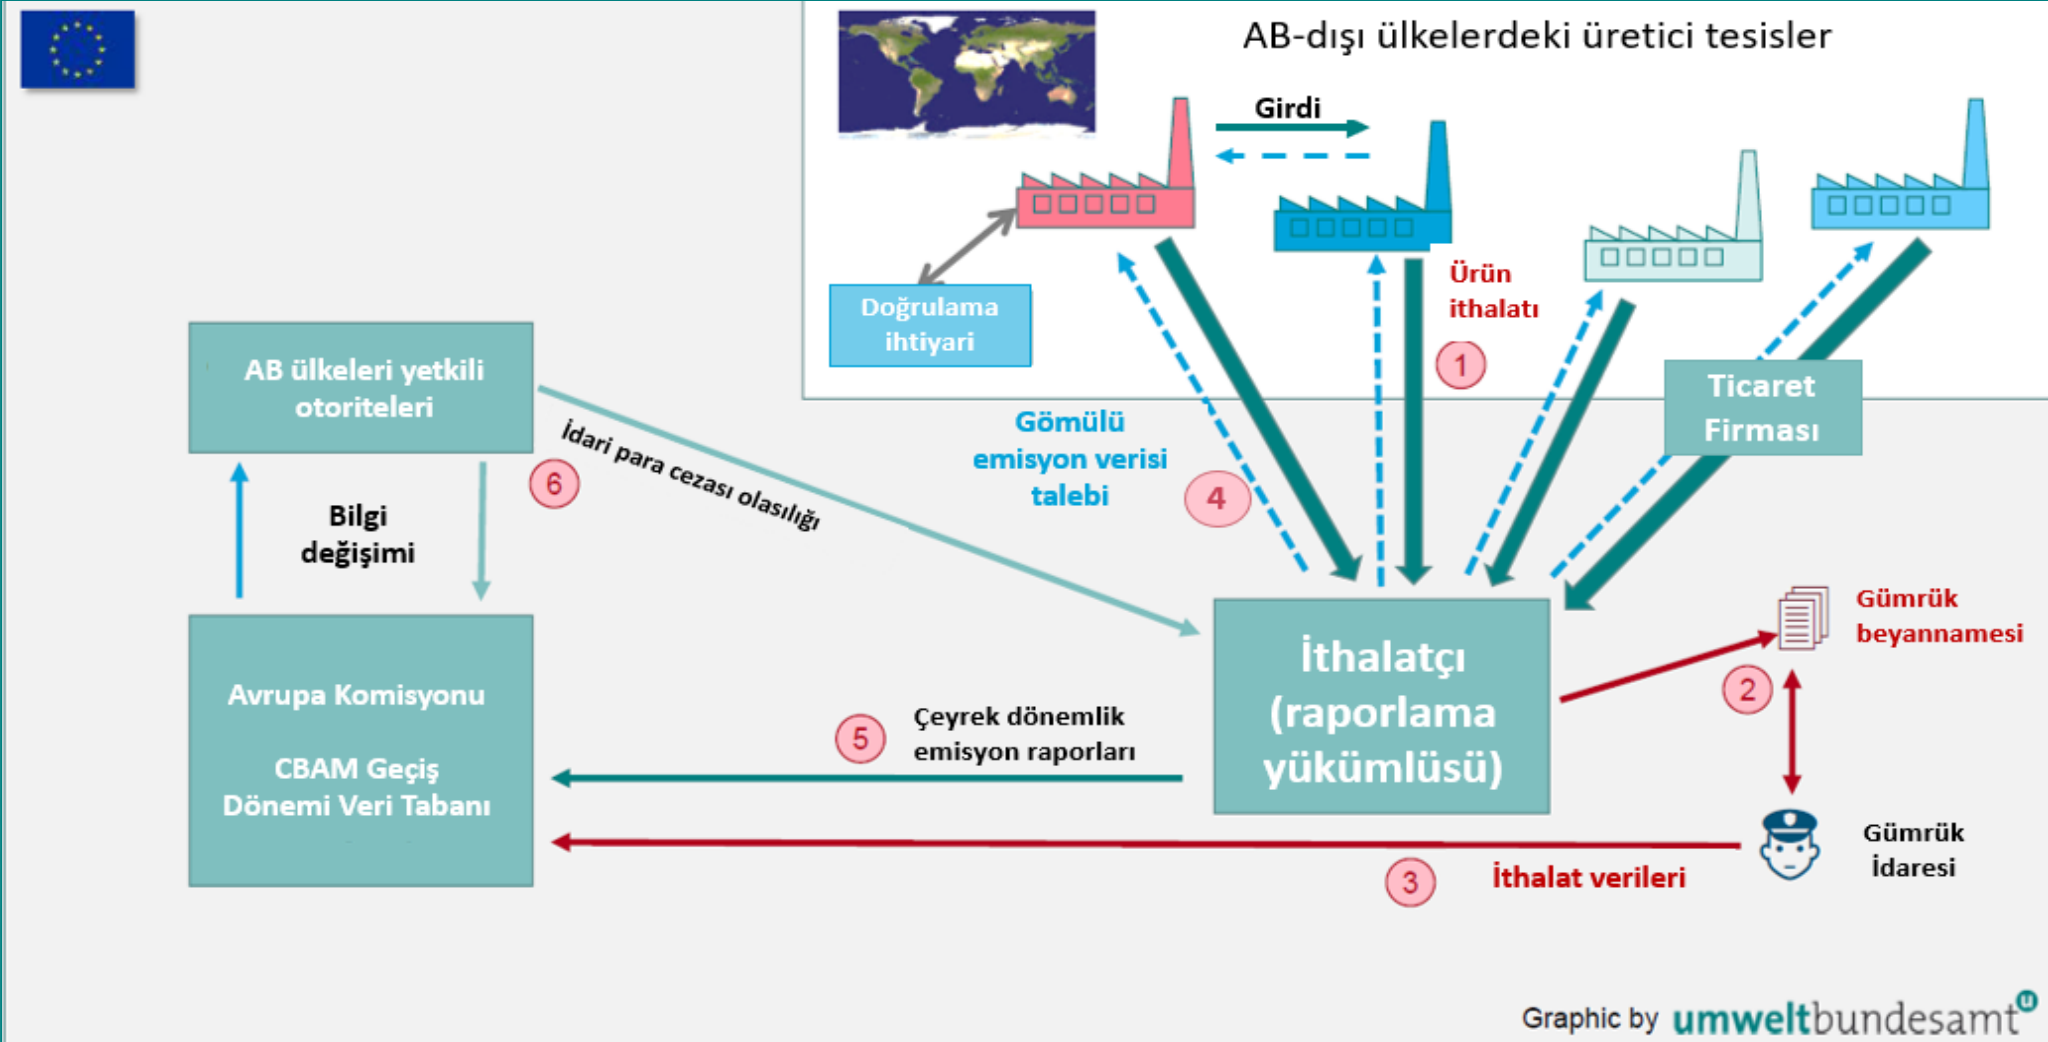 AB-dışı ülkelerdeki üretici tesisler
Girdi
Doğrulama
ihtiyari
Ürün
ithalatı
1
Ticaret
Firması
AB ülkeleri yetkili
otoriteleri
Gömülü
emisyon verisi
talebi
4
İdari para cezası olasılığı
6
Bilgi
değişimi
Avrupa Komisyonu
CBAM Geçiş
Dönemi Veri Tabanı
5
Çeyrek dönemlik
emisyon raporları
İthalatçı
(raporlama
yükümlüsü)
Gümrük
beyannamesi
2
Gümrük
İdaresi
3
İthalat verileri
Graphic by umweltbundesamt
u